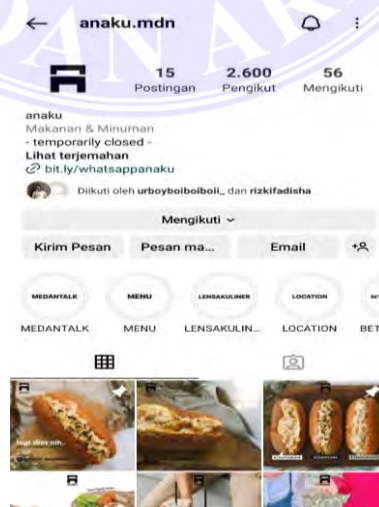 anaku.mdn
15 2.600 56
Postingan Pengikut Mengikuti
anaku
Makanan & Minuman
- temporarily closed -
Lihat terjemahan
bit.ly/whatsappanaku
Diikuti oleh urboyboiboiboii_ dan rizkifadisha
Mengikuti
Kirim Pesan Pesan ma... Email
MEDANTALK MENU LENSAKULINER LOCATION
MEDANTALK MENU LENSAKULIN... LOCATION BET